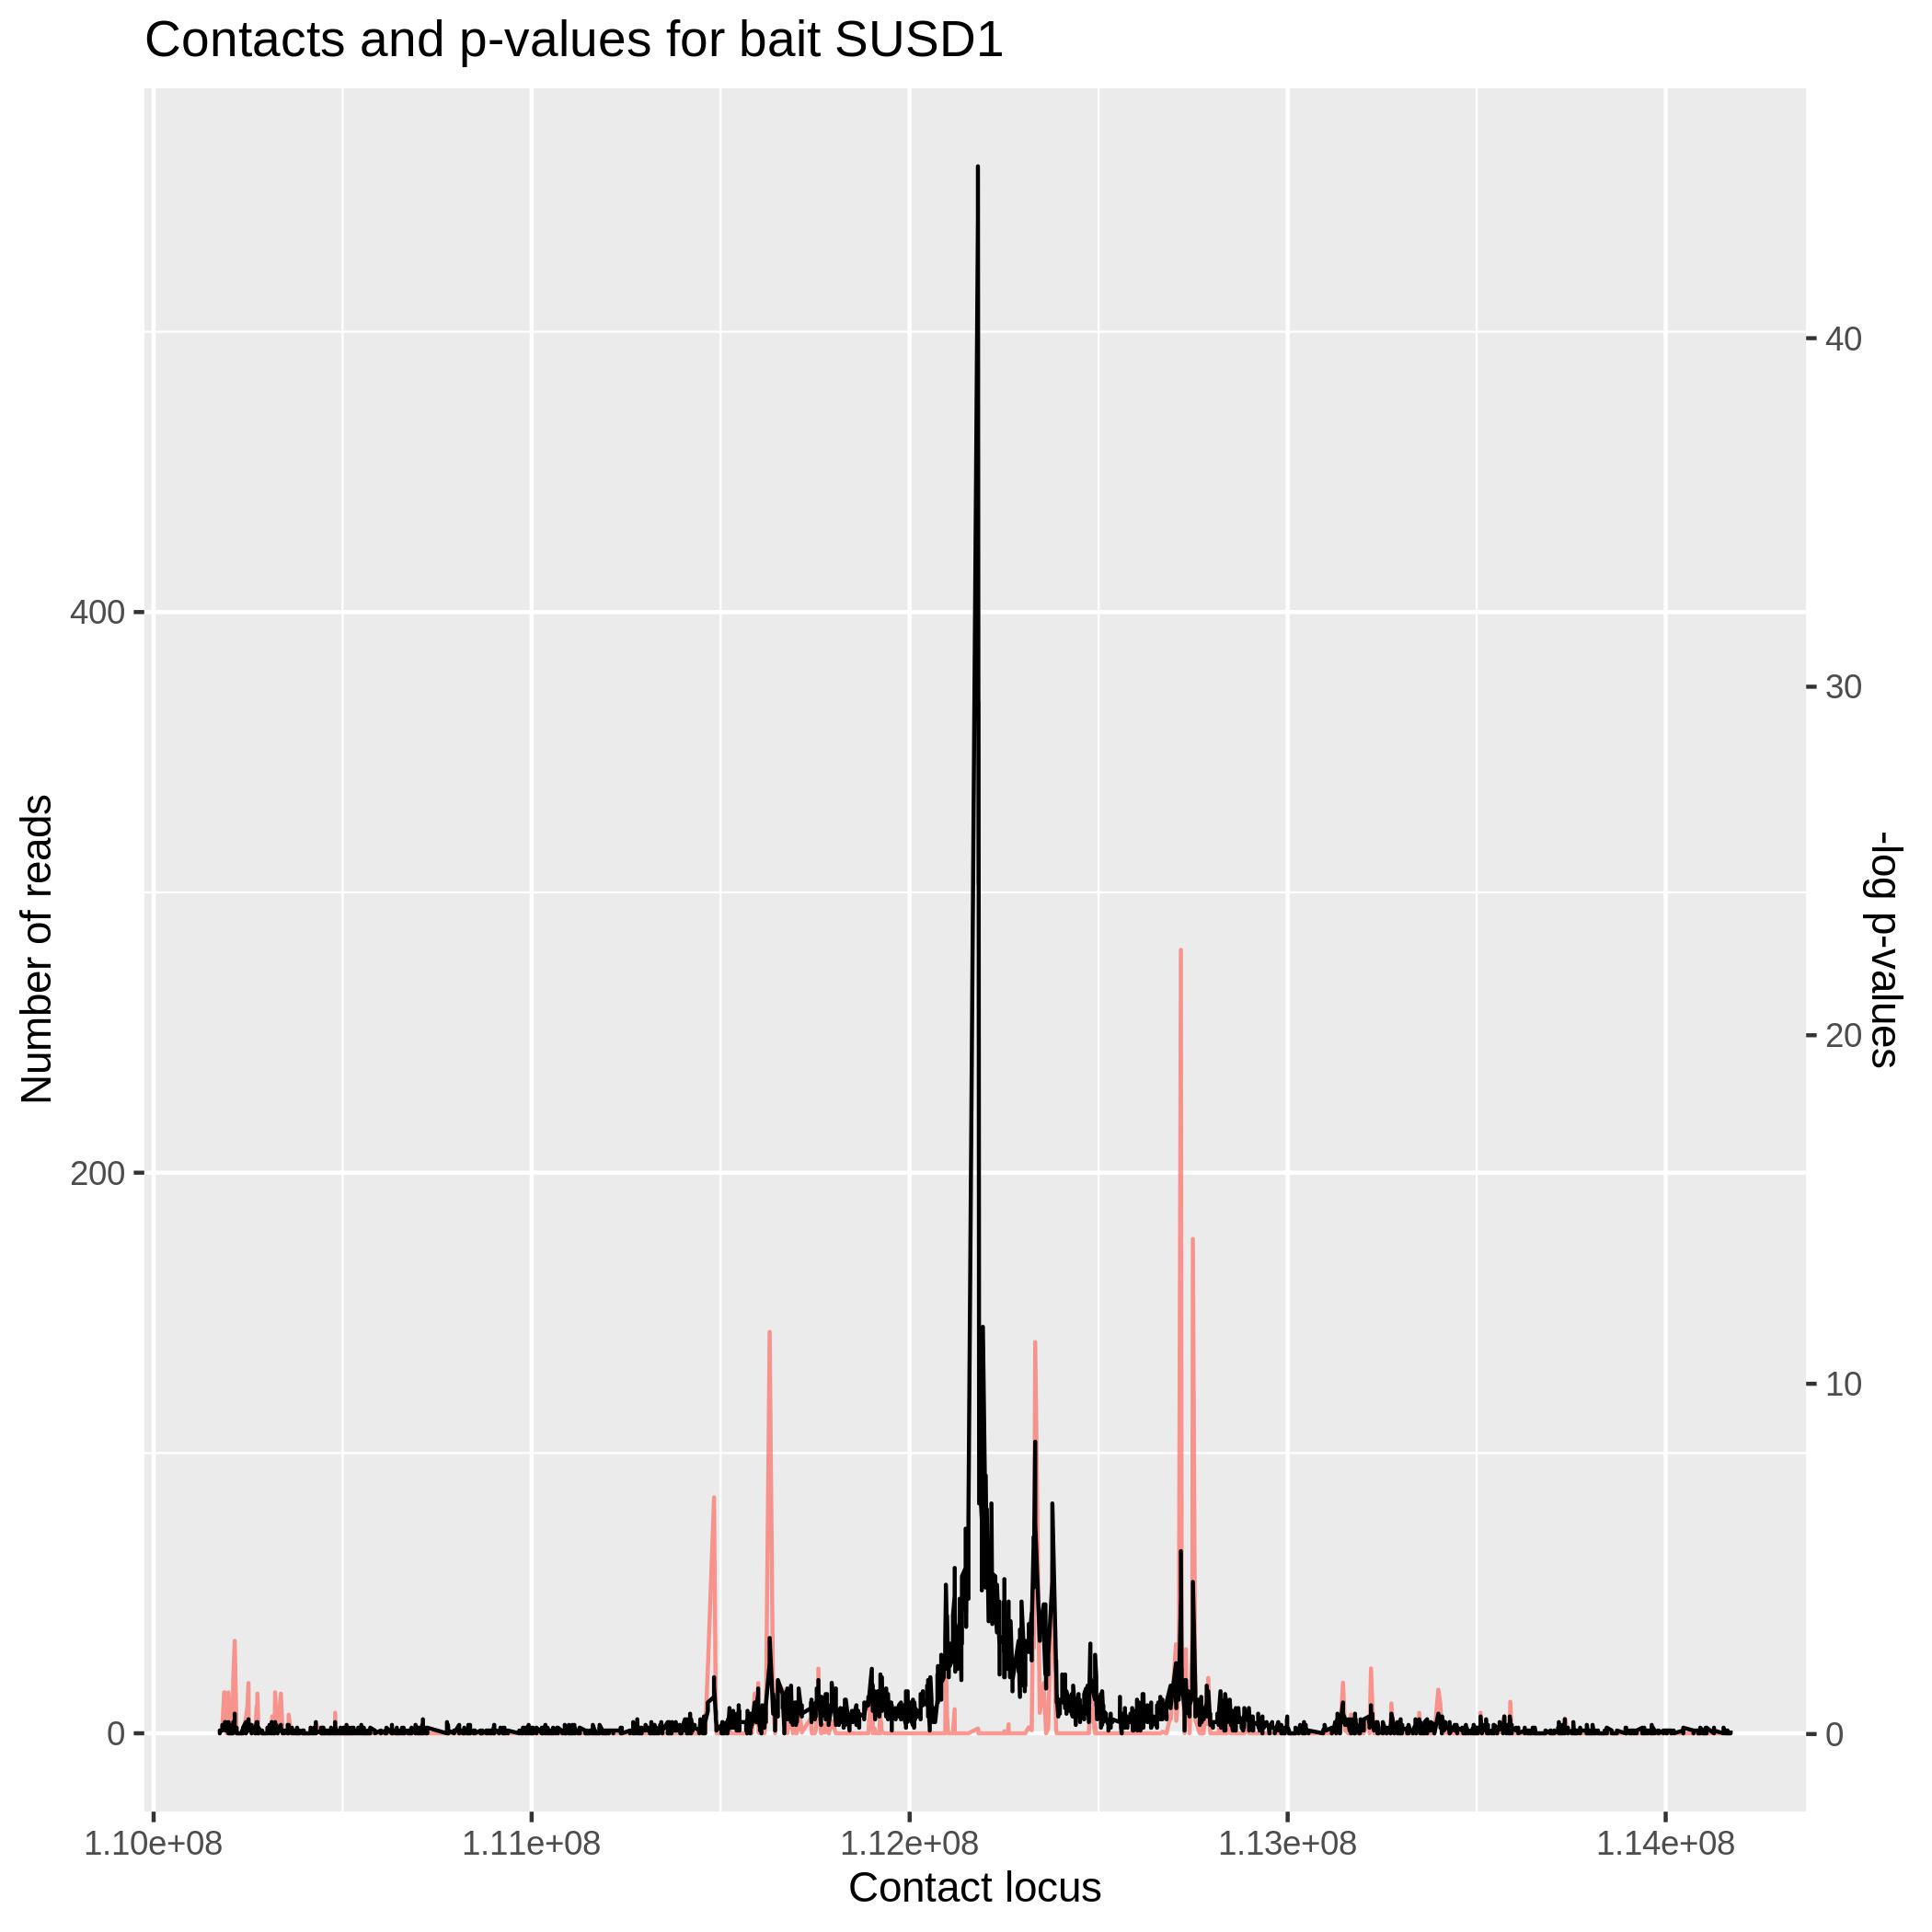 Contacts and p-values for bait SUSD1
Number of reads
400
200
0
40
30
20
10
0
-log p-values
1.10e+08 1.11e+08 1.12e+08 1.13e+08 1.14e+08
Contact locus